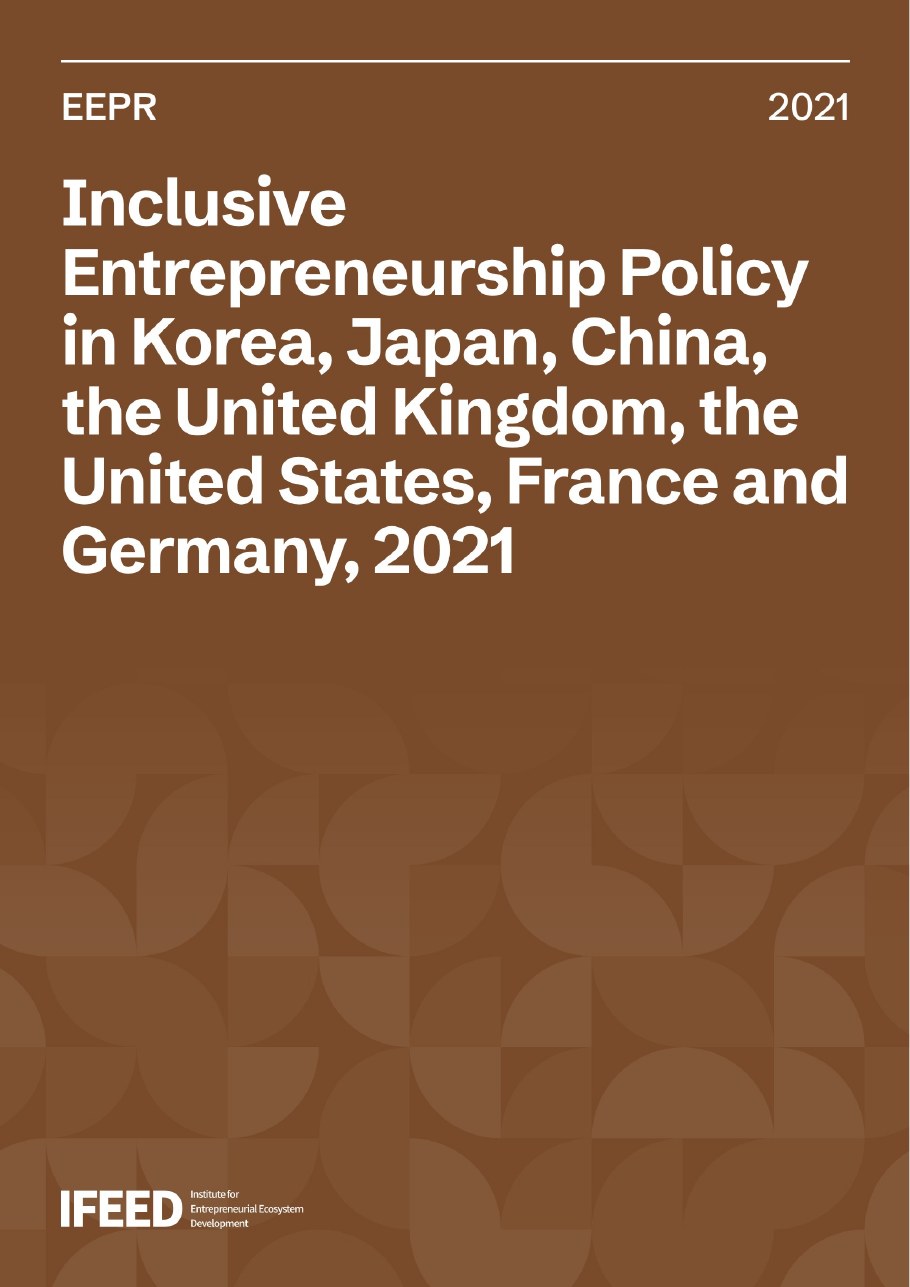 EEPR
2021
Inclusive
Entrepreneurship Policy
in Korea, Japan, China,
the United Kingdom, the
United States, France and
Germany, 2021
IFEED
Institute for
Entrepreneurial Ecosystem
Development